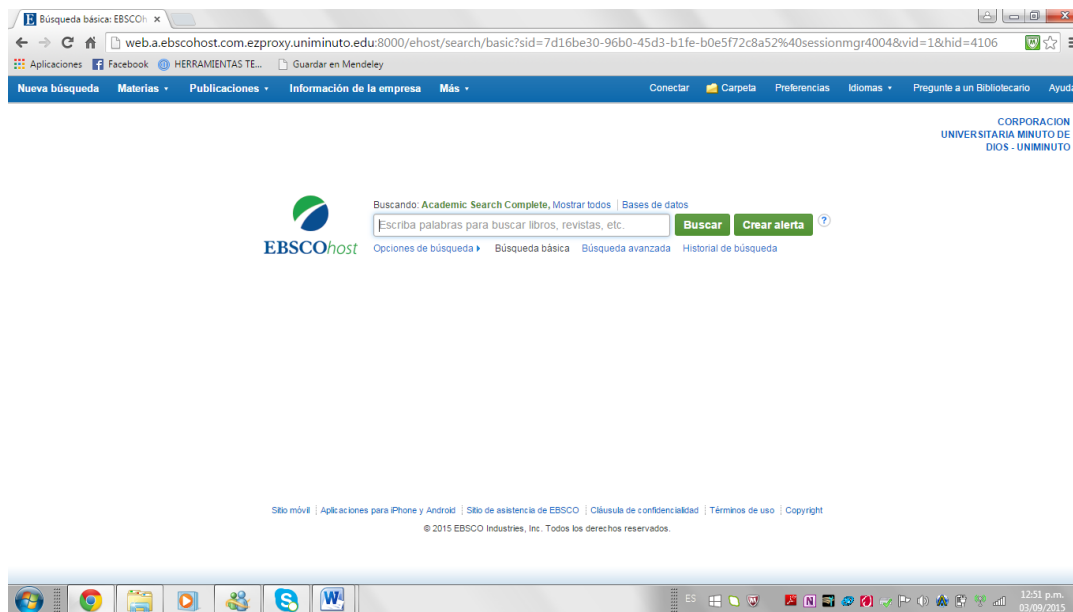 Búsqueda básica: EBSCOh
web.a.ebscohost.com.ezproxy.uniminuto.edu:8000/ehost/search/basic?sid=7d16be30-96b0-45d3-b1fe-b0e5f72c8a52%40sessionmgr4004&vid=1&hid=4106
Aplicaciones Facebook HERRAMIENTAS TE... Guardar en Mendeley
Nueva búsqueda Materias Publicaciones Información de la empresa Más Conectar Carpeta Preferencias Idiomas Pregunte a un Bibliotecario Ayuda
CORPORACION
UNIVERSITARIA MINUTO DE
DIOS - UNIMINUTO
Buscando: Academic Search Complete, Mostrar todos | Bases de datos
Escriba palabras para buscar libros, revistas, etc. Buscar Crear alerta ?
EBSCOhost
Opciones de búsqueda Búsqueda básica Búsqueda avanzada Historial de búsqueda
Sitio móvil | Aplicaciones para iPhone y Android | Sitio de asistencia de EBSCO | Cláusula de confidencialidad | Términos de uso | Copyright
© 2015 EBSCO Industries, Inc. Todos los derechos reservados.
ES
12:51 p.m.
03/09/2015